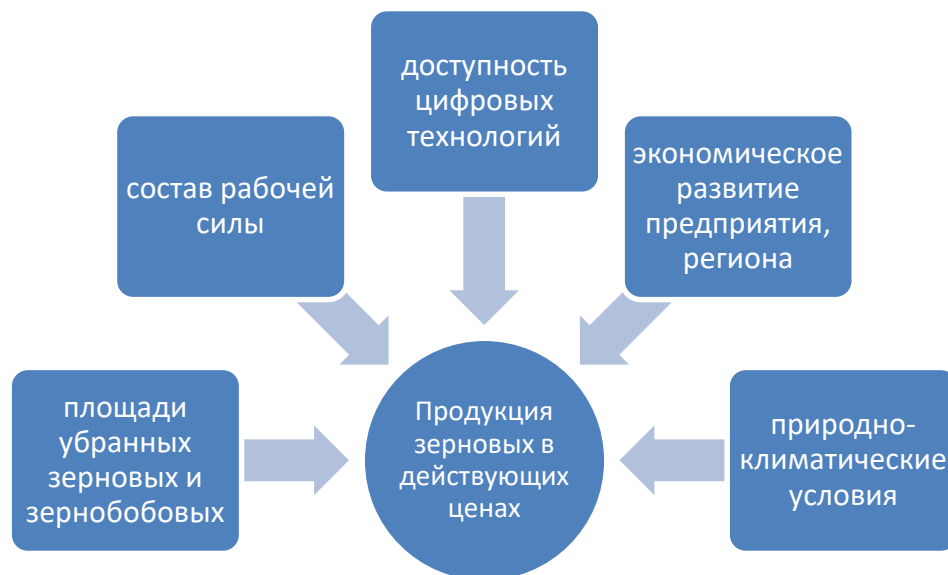 доступность
цифровых
технологий
состав рабочей
силы
экономическое
развитие
предприятия,
региона
площади
убранных
зерновых и
зернобобовых
Продукция
зерновых в
действующих
ценах
природно-
климатические
условия